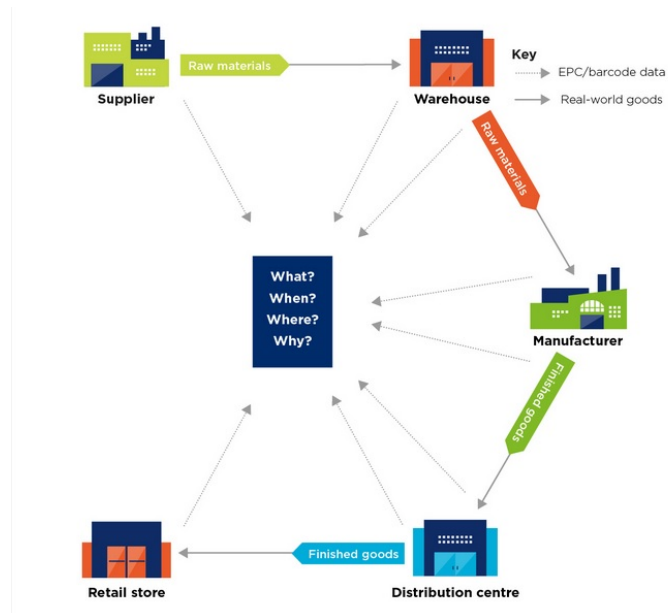 Raw materials
Supplier
Warehouse
Key
EPC/barcode data
Real-world goods
Raw materials
What?
When?
Where?
Why?
Manufacturer
Finished goods
Finished goods
Retail store
Distribution centre